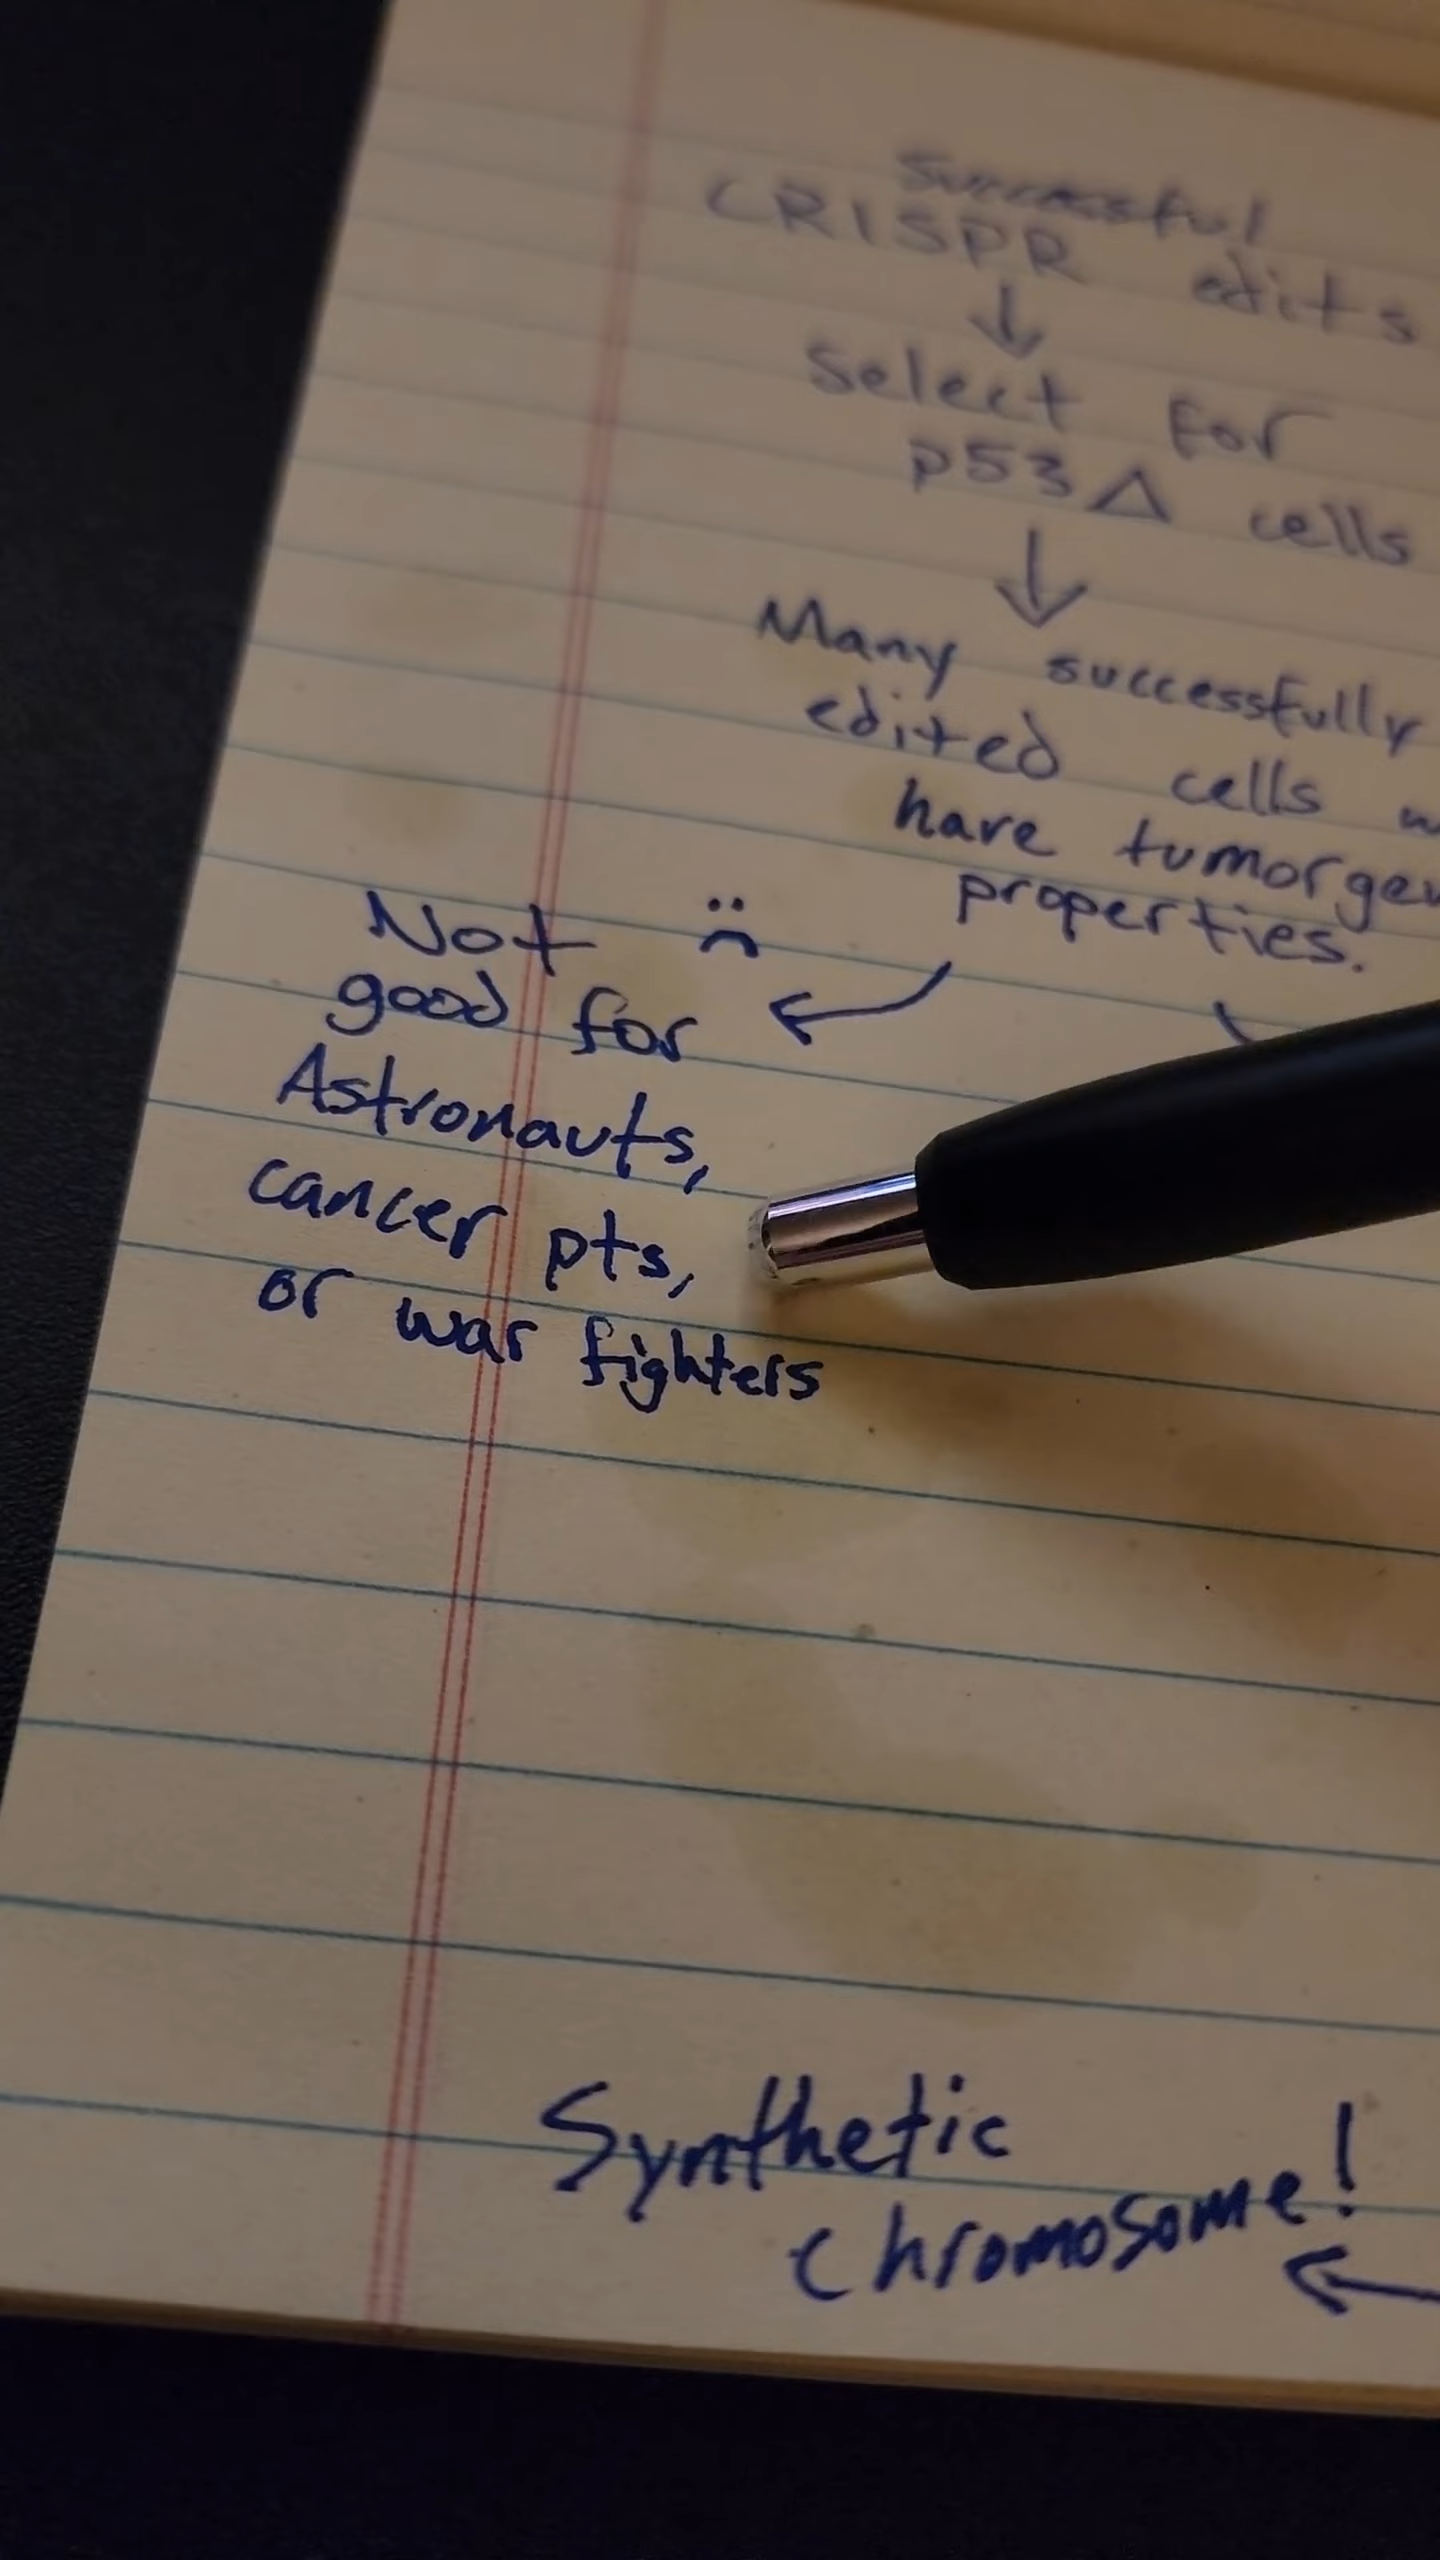 Successful
CRISPR edits
↓
Select for
p53Δ cells
↓
Many successfully
edited cells
have tumorgen
properties.
Not :(
good for
Astronauts,
cancer pts,
or war fighters
Synthetic
chromosome!